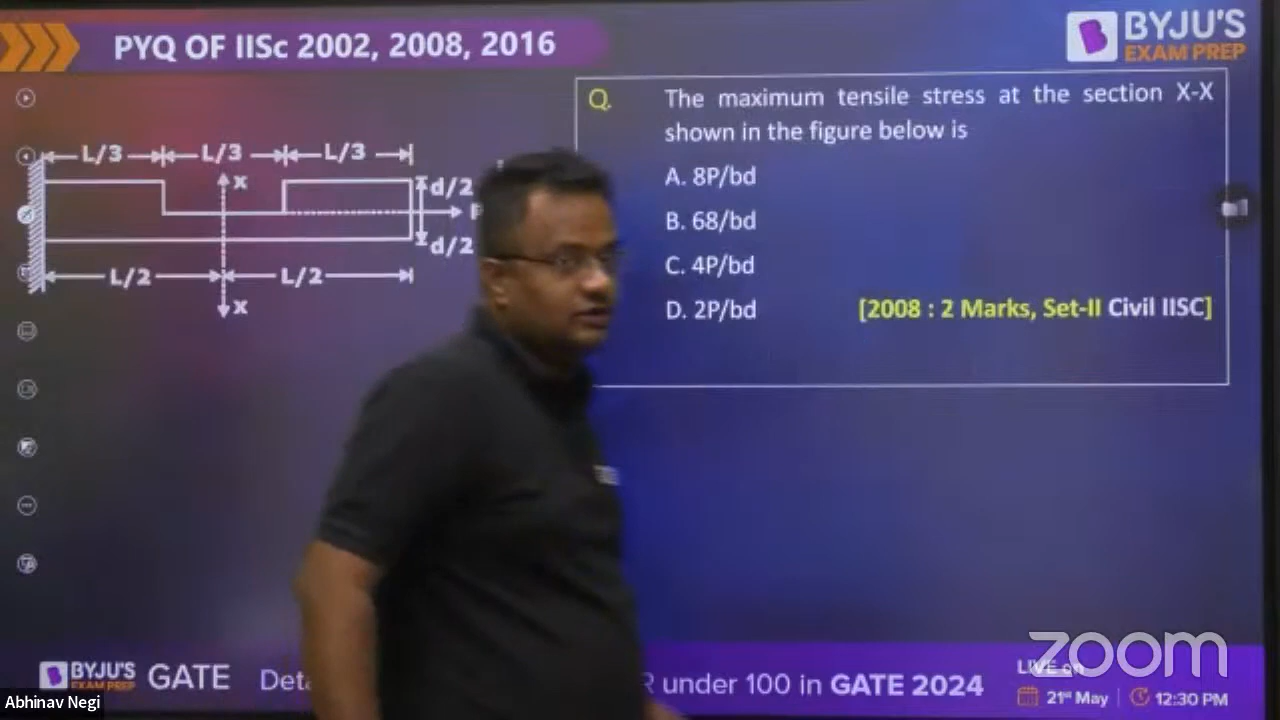 PYQ OF IISc 2002, 2008, 2016
BYJU'S
EXAM PREP
Q. The maximum tensile stress at the section X-X
shown in the figure below is
A. 8P/bd
B. 68/bd
C. 4P/bd
D. 2P/bd [2008 : 2 Marks, Set-II Civil IISC]
L/3 L/3 L/3
x
d/2
d/2
L/2 L/2
x
zoom
BYJU'S
EXAM PREP
GATE
under 100 in GATE 2024
LIVE on
21st May
12:30 PM
Abhinav Negi